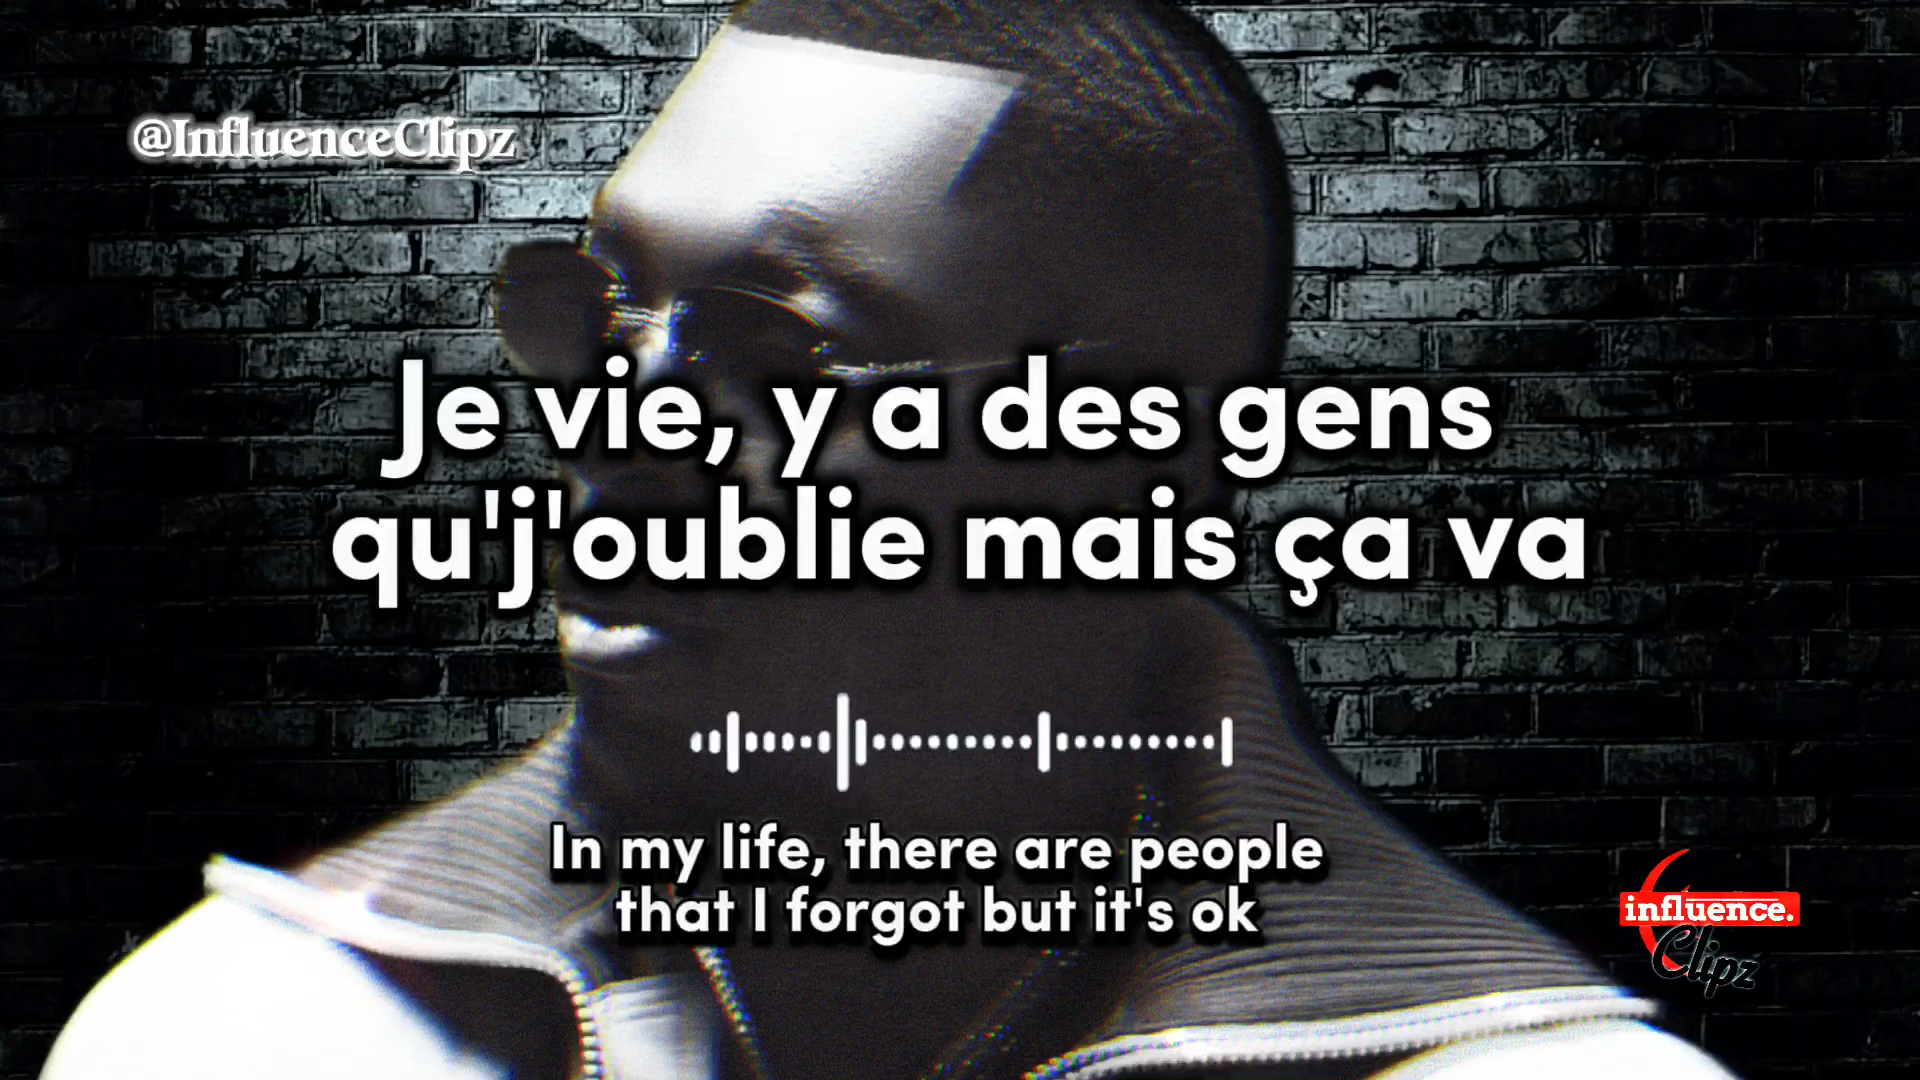 @InfluenceClipz
Je vie, y a des gens
qu'j'oublie mais ça va
In my life, there are people
that I forgot but it's ok
influence.
Clipz